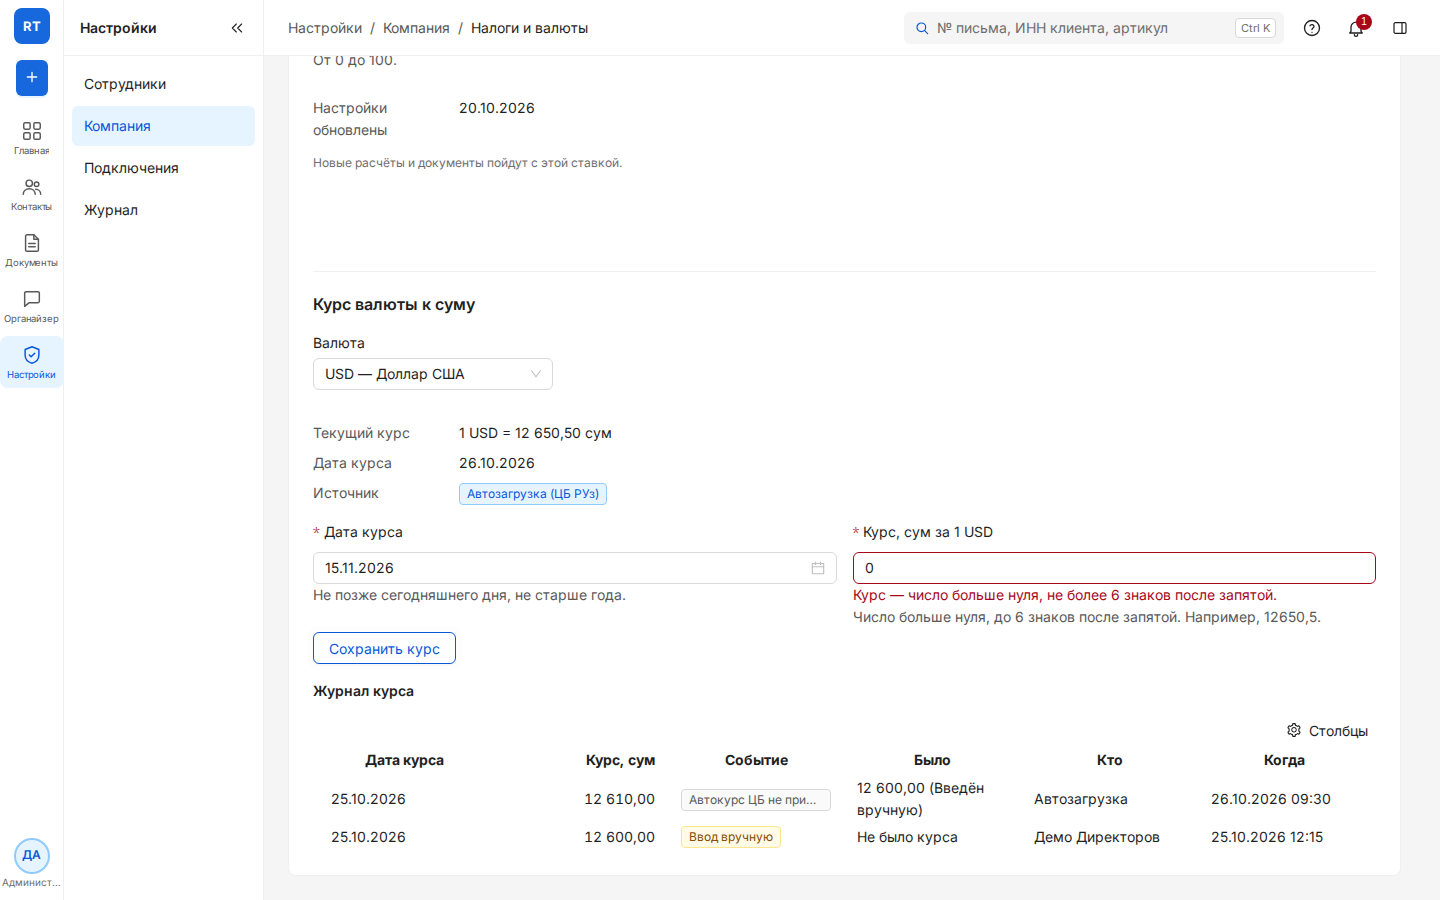 RT
Настройки
Настройки / Компания / Налоги и валюты
№ письма, ИНН клиента, артикул
Ctrl K
1
Главная
Контакты
Документы
Органайзер
Настройки
ДА
Админист...
Сотрудники
Компания
Подключения
Журнал
От 0 до 100.
Настройки обновлены
20.10.2026
Новые расчёты и документы пойдут с этой ставкой.
Курс валюты к суму
Валюта
USD — Доллар США
Текущий курс
1 USD = 12 650,50 сум
Дата курса
26.10.2026
Источник
Автозагрузка (ЦБ РУз)
* Дата курса
15.11.2026
Не позже сегодняшнего дня, не старше года.
* Курс, сум за 1 USD
0
Курс — число больше нуля, не более 6 знаков после запятой.
Число больше нуля, до 6 знаков после запятой. Например, 12650,5.
Сохранить курс
Журнал курса
Столбцы
Дата курса Курс, сум Событие Было Кто Когда
25.10.2026 12 610,00 Автокурс ЦБ не при... 12 600,00 (Введён вручную) Автозагрузка 26.10.2026 09:30
25.10.2026 12 600,00 Ввод вручную Не было курса Демо Директоров 25.10.2026 12:15